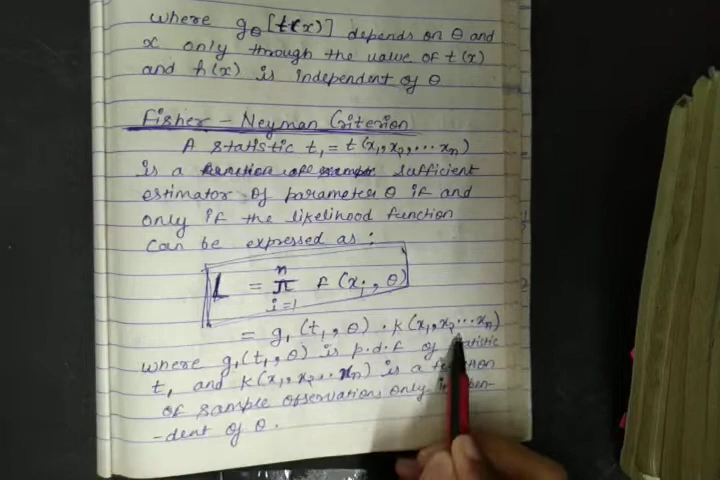 where gθ[t(x)] depends on θ and
x only through the value of t(x)
and h(x) is independent of θ
Fisher - Neyman Criterion
A statistic t₁ = t(x₁, x₂, ... xₙ)
is a sufficient
estimator of parameter θ if and
only if the likelihood function
can be expressed as :
L = π f(xᵢ, θ)
n
i=1
= g₁(t₁, θ) · K(x₁, x₂ ... xₙ)
where g₁(t₁, θ) is p.d.f of statistic
t₁ and K(x₁, x₂ ... xₙ) is a function
of sample observations only indepen-
-dent of θ.